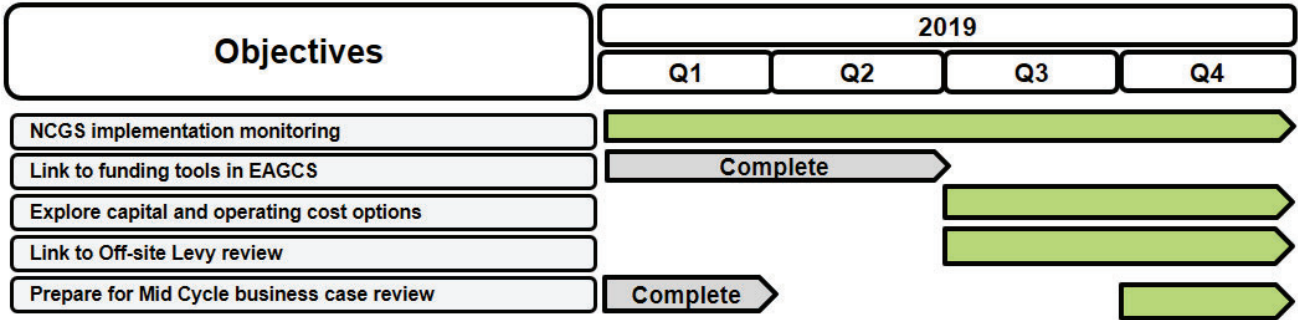 Objectives
2019
Q1 Q2 Q3 Q4
NCGS implementation monitoring
Link to funding tools in EAGCS Complete
Explore capital and operating cost options
Link to Off-site Levy review
Prepare for Mid Cycle business case review Complete